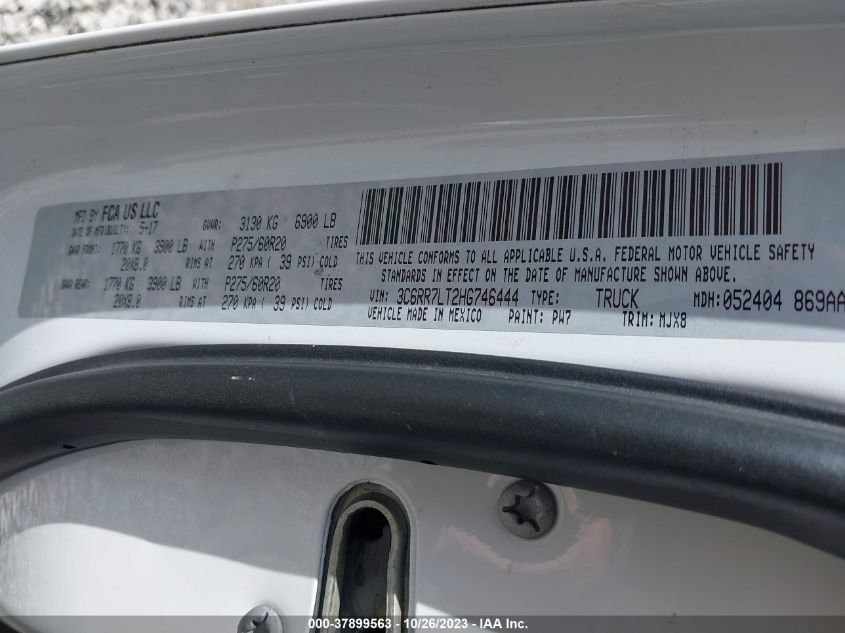 MFD BY FCA US LLC
DATE OF MFR(BUILT): 5-17 GVWR: 3130 KG 6900 LB
GAWR FRONT: 1770 KG 3900 LB WITH P275/60R20 TIRES
20X8.0 RIMS AT 270 KPA ( 39 PSI) COLD
GAWR REAR: 1770 KG 3900 LB WITH P275/60R20 TIRES
20X8.0 RIMS AT 270 KPA ( 39 PSI) COLD
THIS VEHICLE CONFORMS TO ALL APPLICABLE U.S.A. FEDERAL MOTOR VEHICLE SAFETY
STANDARDS IN EFFECT ON THE DATE OF MANUFACTURE SHOWN ABOVE.
VIN: 3C6RR7LT2HG746444 TYPE: TRUCK MDH:052404 869AA
VEHICLE MADE IN MEXICO PAINT: PW7 TRIM: MJX8
000-37899563 - 10/26/2023 - IAA Inc.